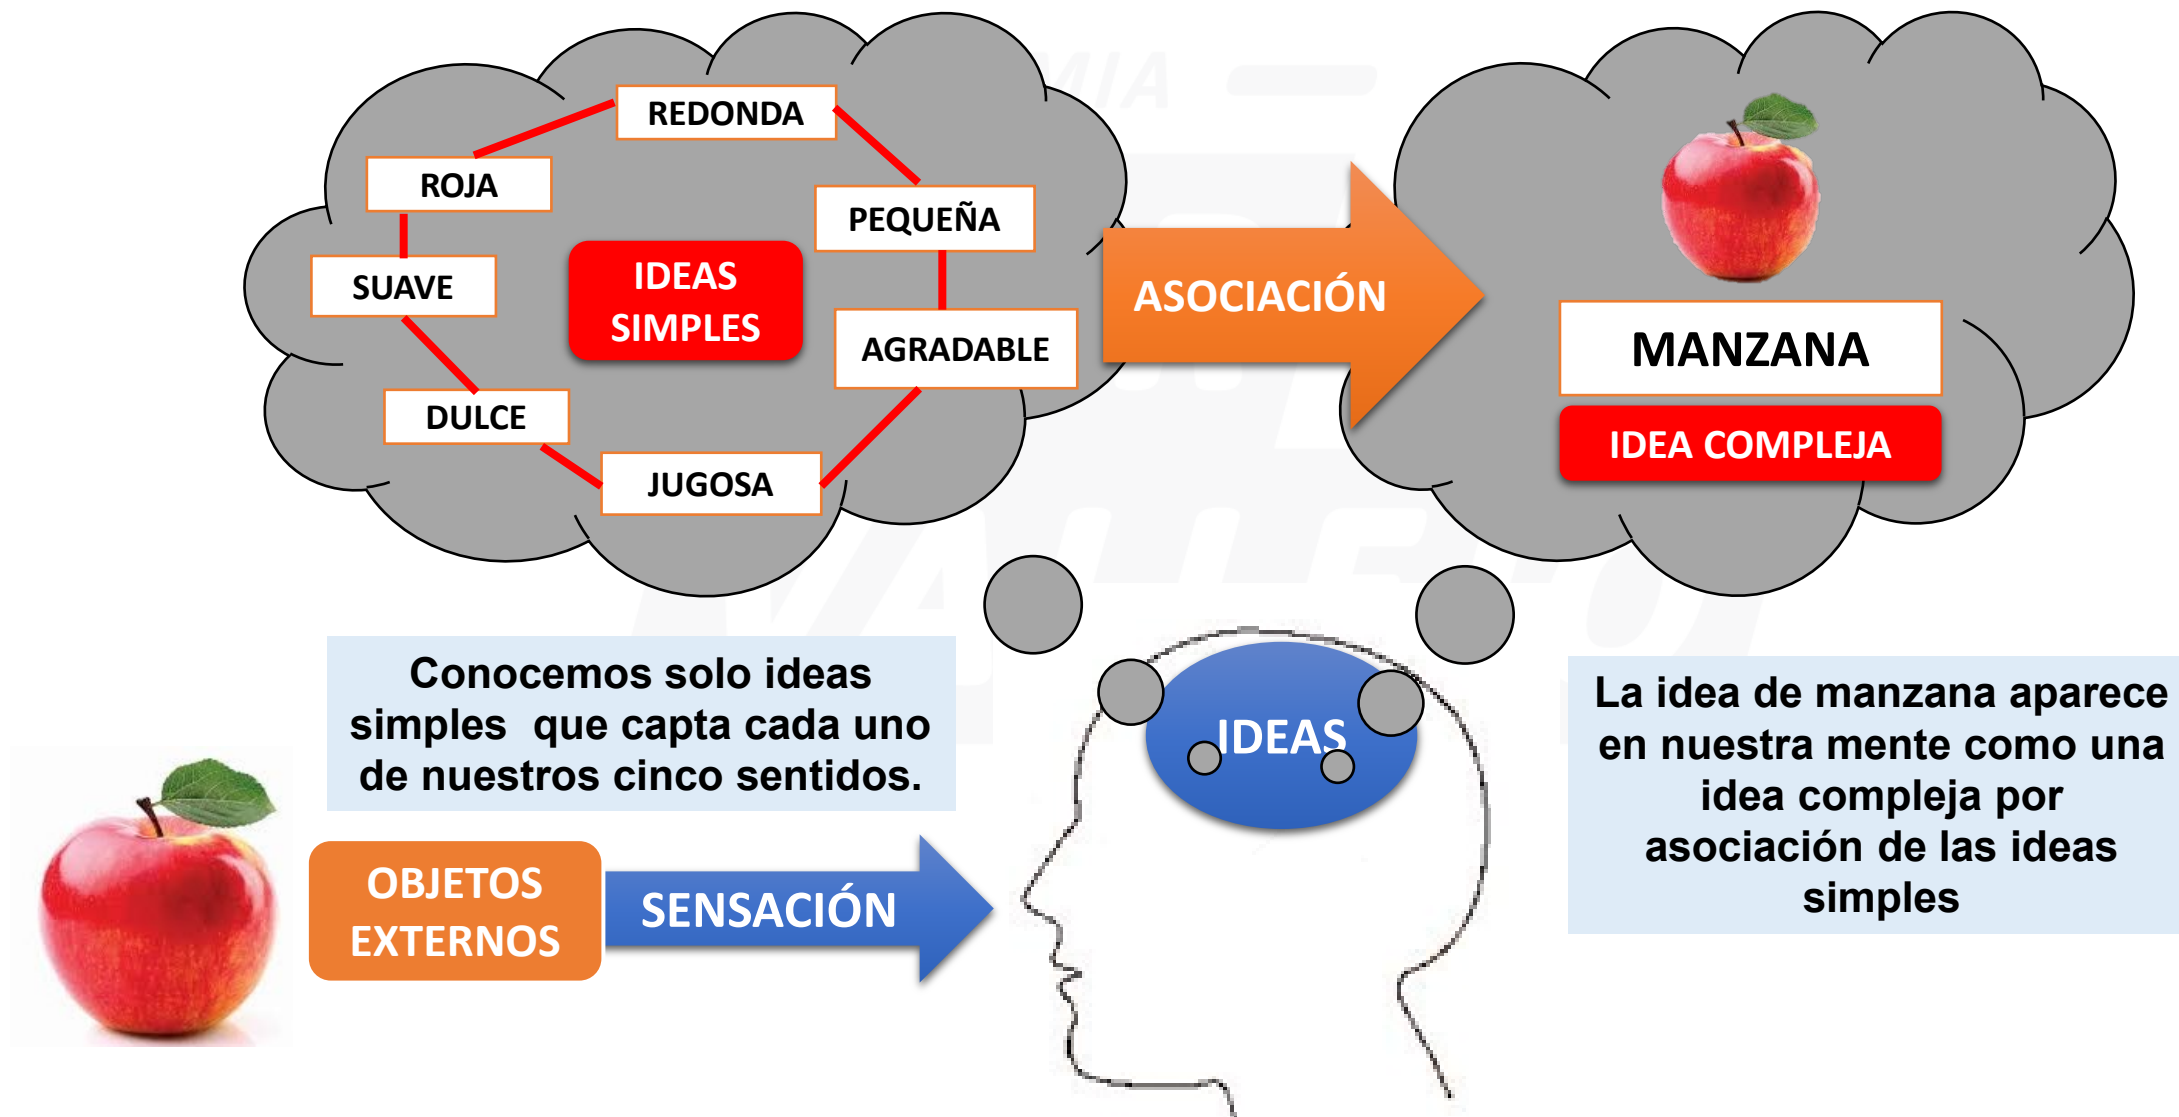 REDONDA
ROJA
PEQUEÑA
SUAVE
IDEAS
SIMPLES
AGRADABLE
DULCE
JUGOSA
ASOCIACIÓN
MANZANA
IDEA COMPLEJA
Conocemos solo ideas
simples que capta cada uno
de nuestros cinco sentidos.
OBJETOS
EXTERNOS
SENSACIÓN
IDEAS
La idea de manzana aparece
en nuestra mente como una
idea compleja por
asociación de las ideas
simples